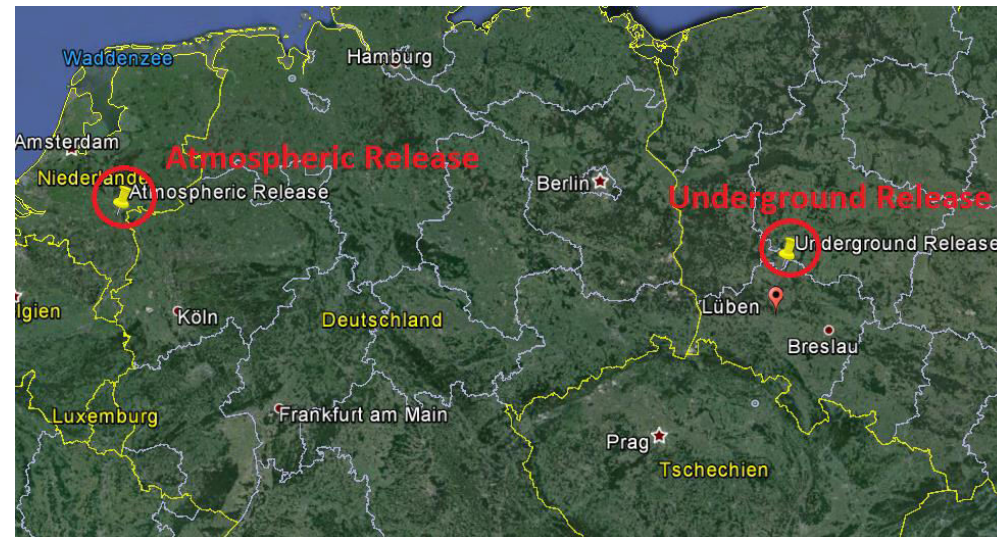 Waddenzee
Hamburg
Amsterdam
Atmospheric Release
Niederlande
Atmospheric Release
Berlin
Underground Release
Underground Release
lgien
Köln
Deutschland
Lüben
Breslau
Luxemburg
Frankfurt am Main
Prag
Tschechien